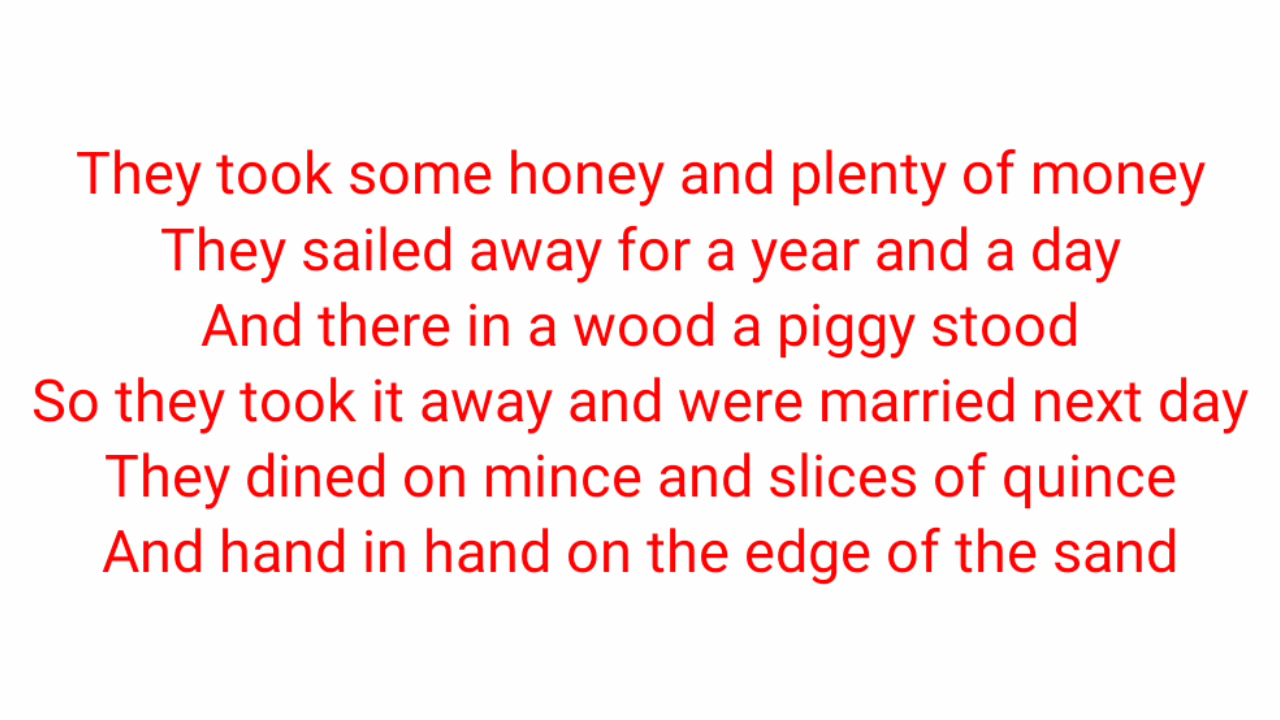 They took some honey and plenty of money
They sailed away for a year and a day
And there in a wood a piggy stood
So they took it away and were married next day
They dined on mince and slices of quince
And hand in hand on the edge of the sand